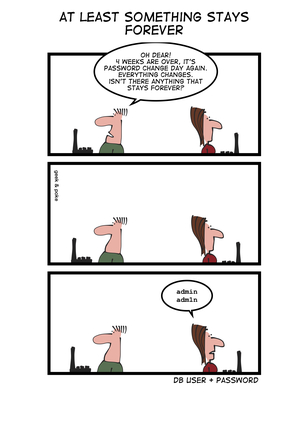 AT LEAST SOMETHING STAYS
FOREVER
OH DEAR!
4 WEEKS ARE OVER, IT'S
PASSWORD CHANGE DAY AGAIN.
EVERYTHING CHANGES.
ISN'T THERE ANYTHING THAT
STAYS FOREVER?
geek & poke
admin
adm1n
DB USER + PASSWORD